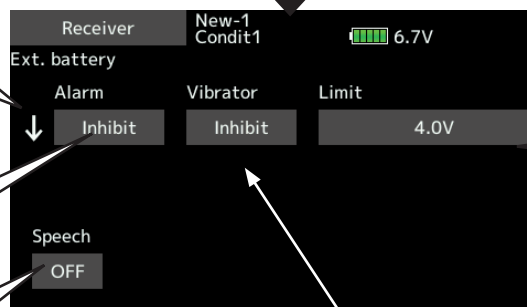 Receiver
New-1
Condit1
6.7V
Ext. battery
Alarm
Vibrator
Limit
Inhibit
Inhibit
4.0V
Speech
OFF